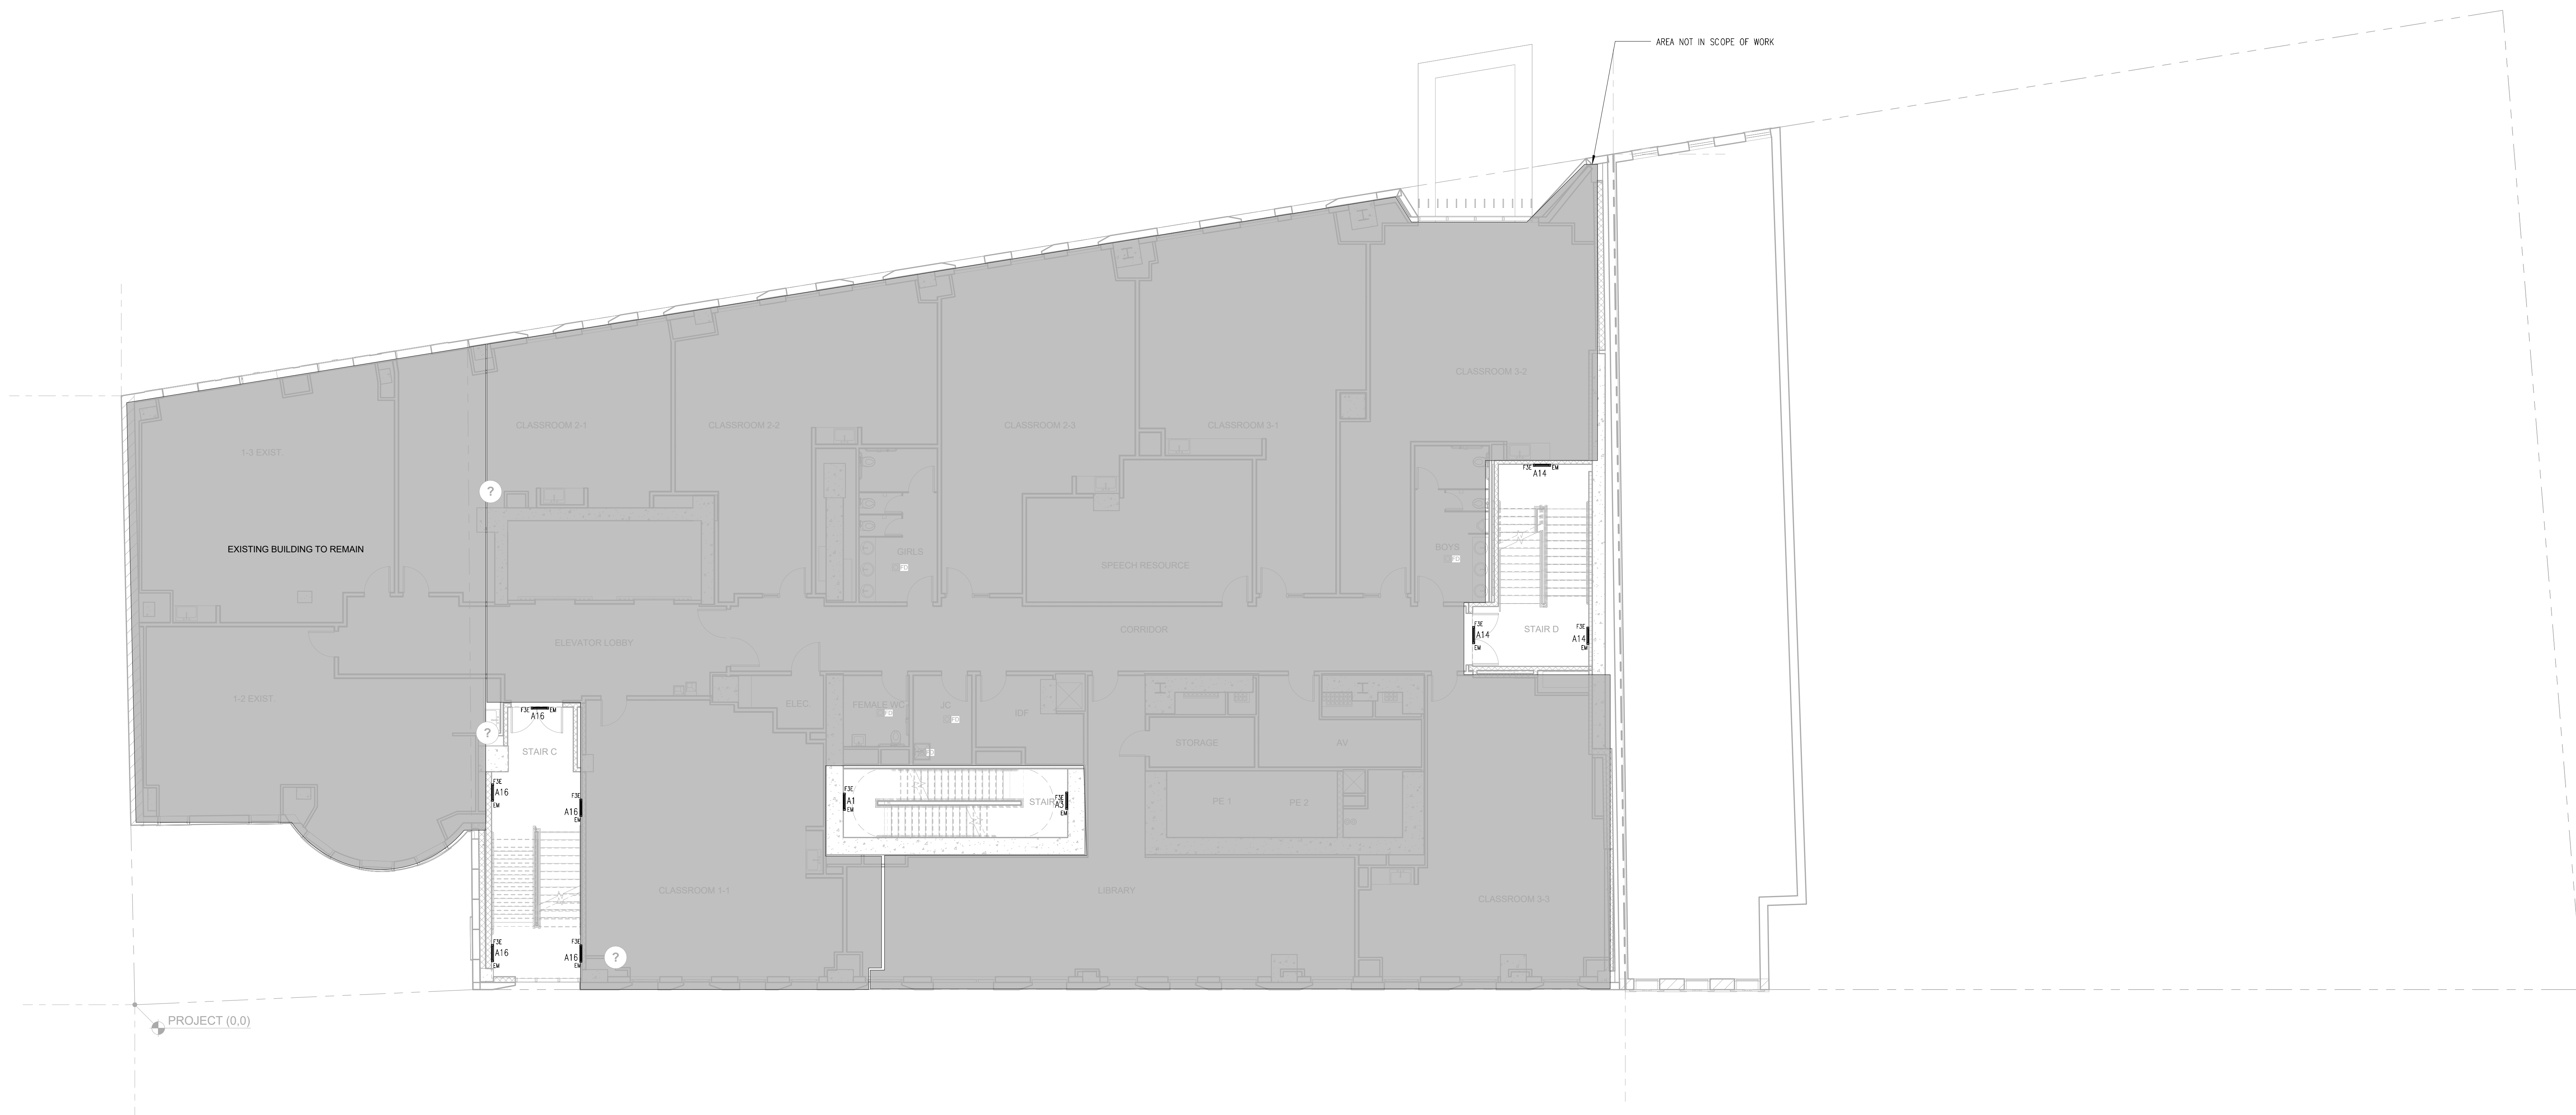 AREA NOT IN SCOPE OF WORK
CLASSROOM 3-2
CLASSROOM 2-1
CLASSROOM 2-2
CLASSROOM 2-3
CLASSROOM 3-1
1-3 EXIST.
F3E EM
A14
?
EXISTING BUILDING TO REMAIN
GIRLS
FD
SPEECH RESOURCE
BOYS
FD
ELEVATOR LOBBY
CORRIDOR
F3E
A14
EM
STAIR D
F3E
A14
EM
1-2 EXIST.
ELEC.
FEMALE WC
FD
JC
FD
IDF
F3E EM
A16
?
STAIR C
STORAGE
AV
F3E
A16
EM
F3E
A16
EM
F3E
A1
EM
STAIR
F3E
A3
EM
PE 1
PE 2
CLASSROOM 1-1
LIBRARY
CLASSROOM 3-3
F3E
A16
EM
F3E
A16
EM
?
PROJECT (0,0)